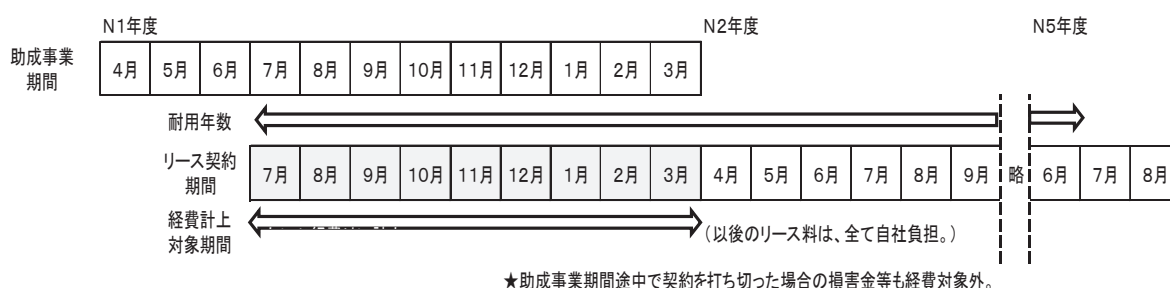 N1年度 N2年度 N5年度
助成事業
期間
4月 5月 6月 7月 8月 9月 10月 11月 12月 1月 2月 3月
耐用年数
リース契約
期間
7月 8月 9月 10月 11月 12月 1月 2月 3月 4月 5月 6月 7月 8月 9月 略 6月 7月 8月
経費計上
対象期間
(以後のリース料は、全て自社負担。)
★助成事業期間途中で契約を打ち切った場合の損害金等も経費対象外。